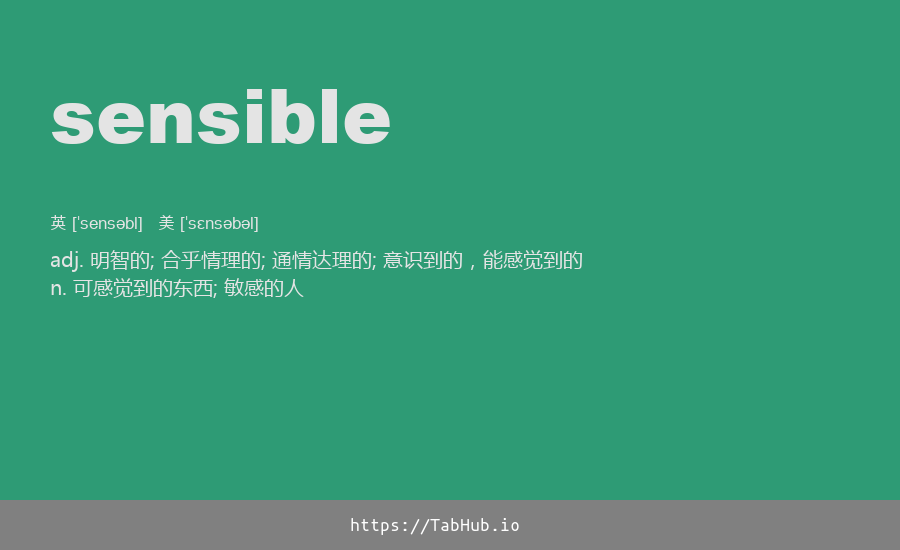 sensible
英 ['sensəbl] 美 ['sɛnsəbəl]
adj. 明智的; 合乎情理的; 通情达理的; 意识到的，能感觉到的
n. 可感觉到的东西; 敏感的人
https://TabHub.io